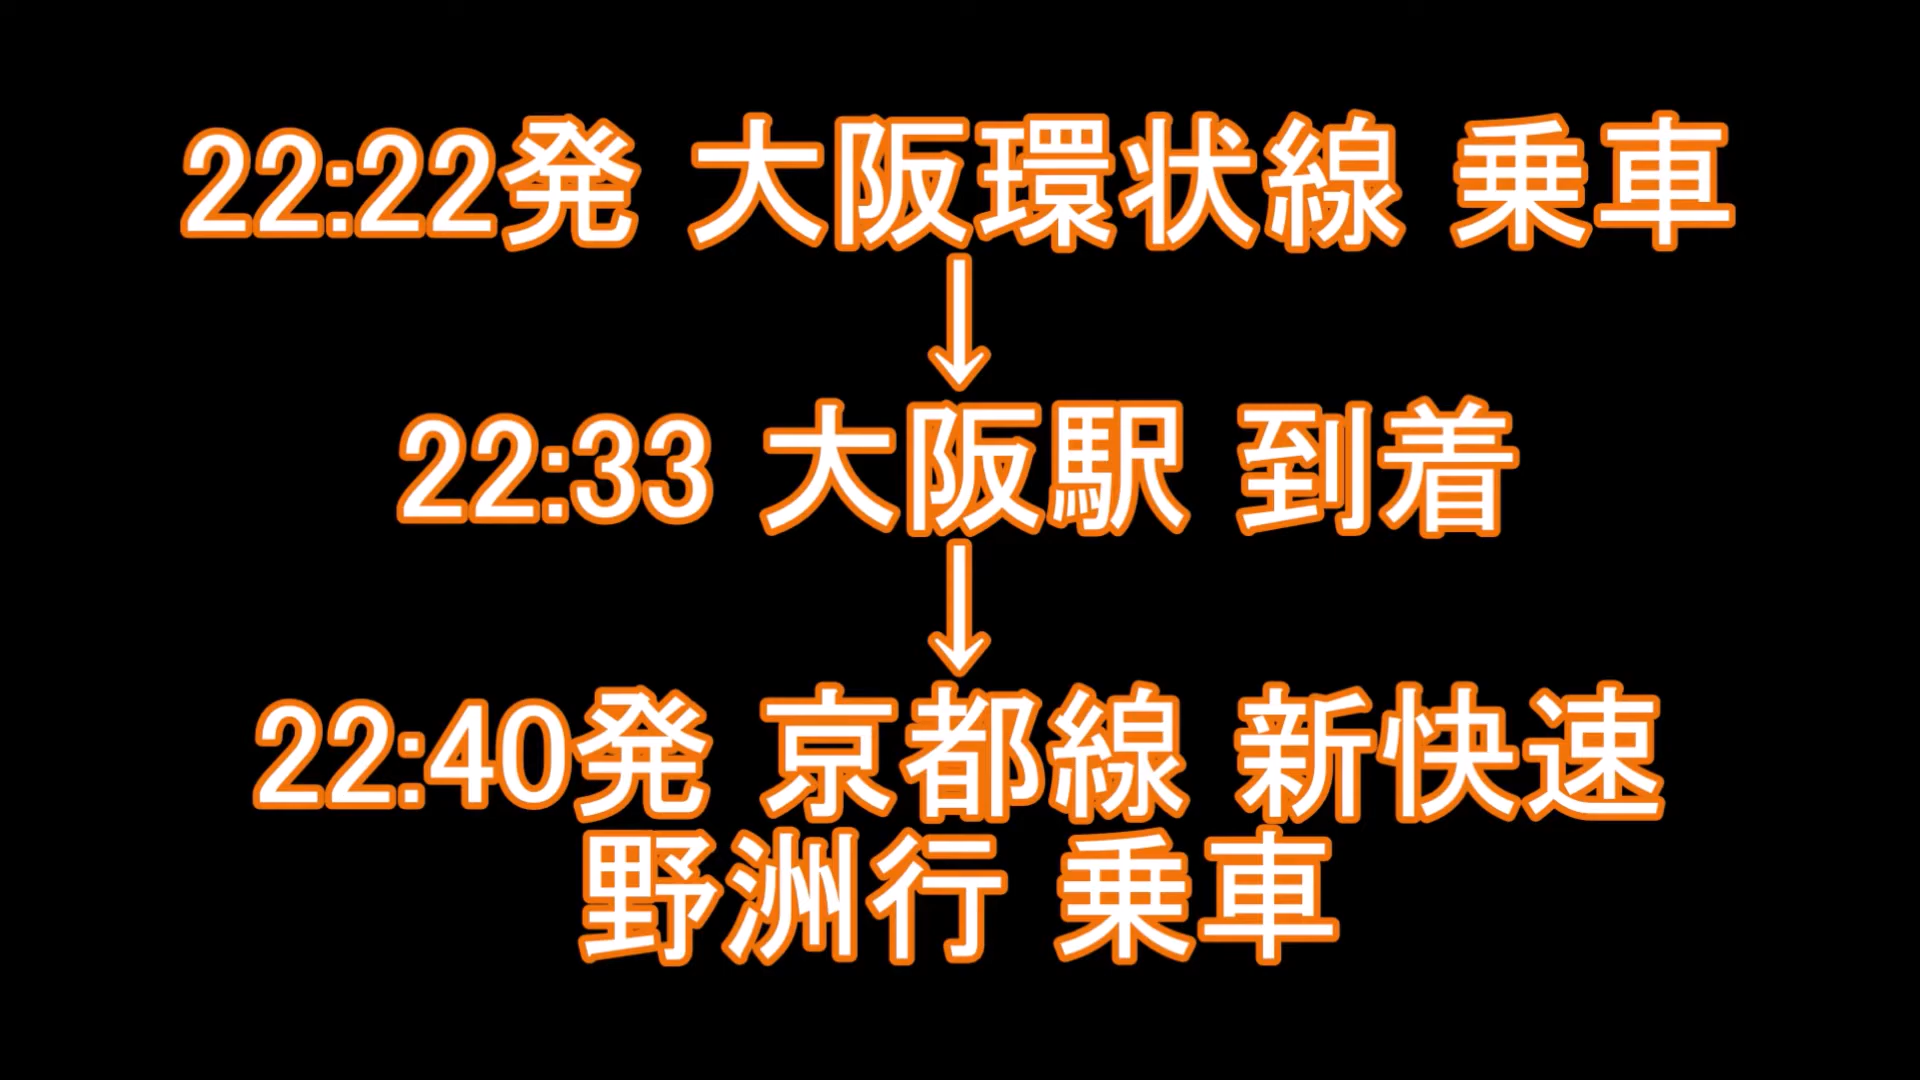 22:22発 大阪環状線 乗車
↓
22:33 大阪駅 到着
↓
22:40発 京都線 新快速
野洲行 乗車